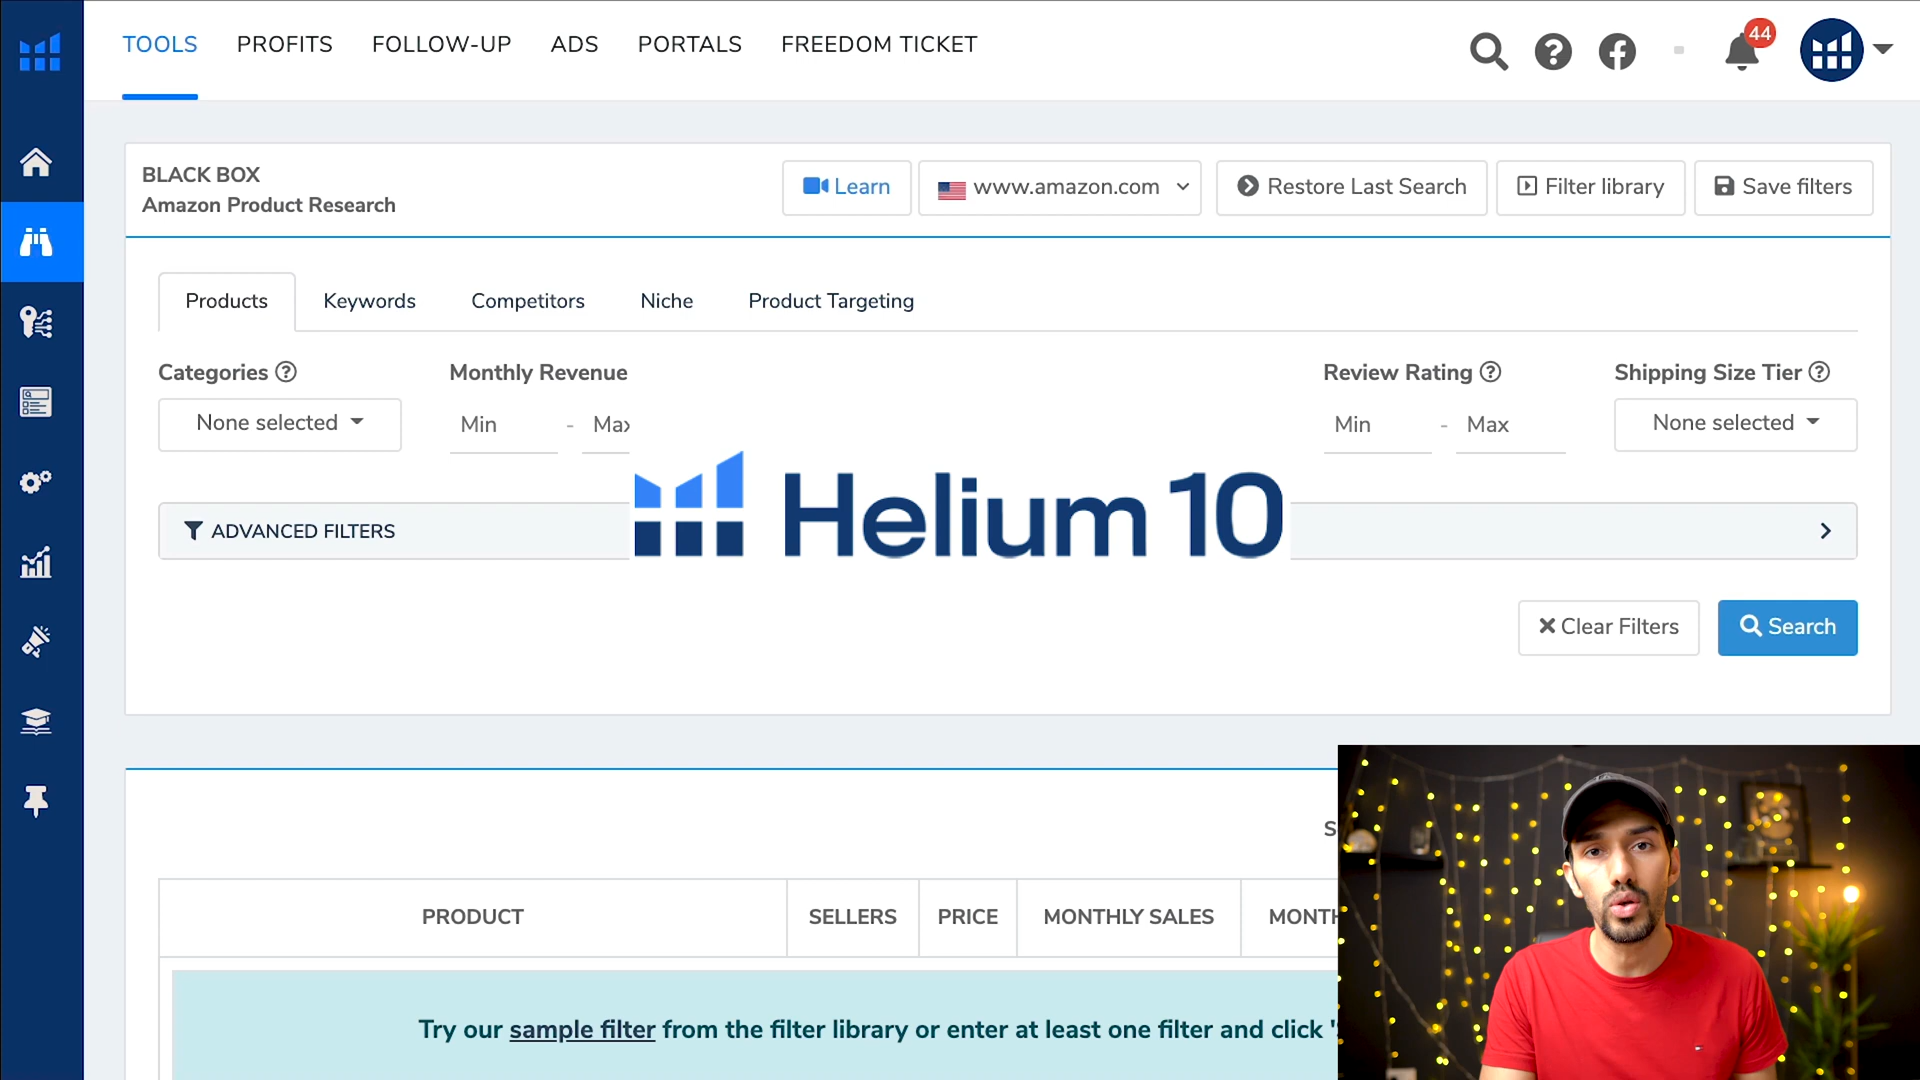 TOOLS PROFITS FOLLOW-UP ADS PORTALS FREEDOM TICKET
44
BLACK BOX
Amazon Product Research
Learn www.amazon.com Restore Last Search Filter library Save filters
Products Keywords Competitors Niche Product Targeting
Categories Monthly Revenue Review Rating Shipping Size Tier
None selected Min - Max Min - Max None selected
Helium 10
ADVANCED FILTERS
Clear Filters Search
S
PRODUCT SELLERS PRICE MONTHLY SALES MONTH
Try our sample filter from the filter library or enter at least one filter and click '